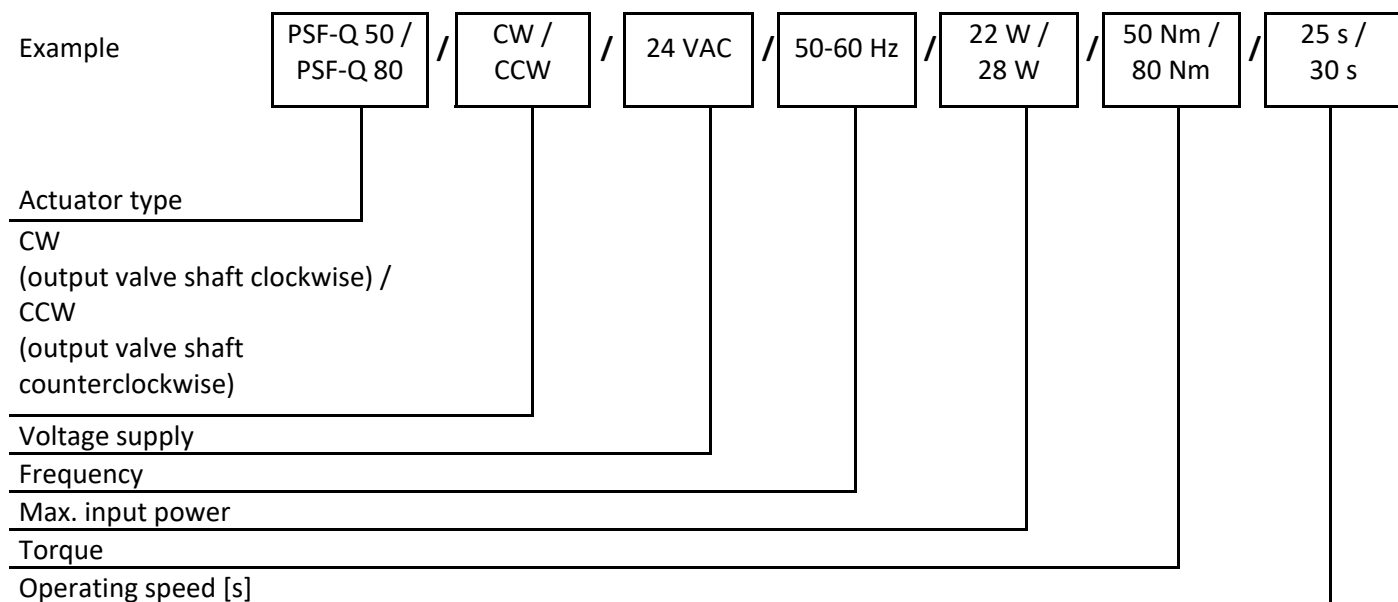 Example
PSF-Q 50 /
PSF-Q 80
/
CW /
CCW
/
24 VAC
/
50-60 Hz
/
22 W /
28 W
/
50 Nm /
80 Nm
/
25 s /
30 s
Actuator type
CW
(output valve shaft clockwise) /
CCW
(output valve shaft
counterclockwise)
Voltage supply
Frequency
Max. input power
Torque
Operating speed [s]